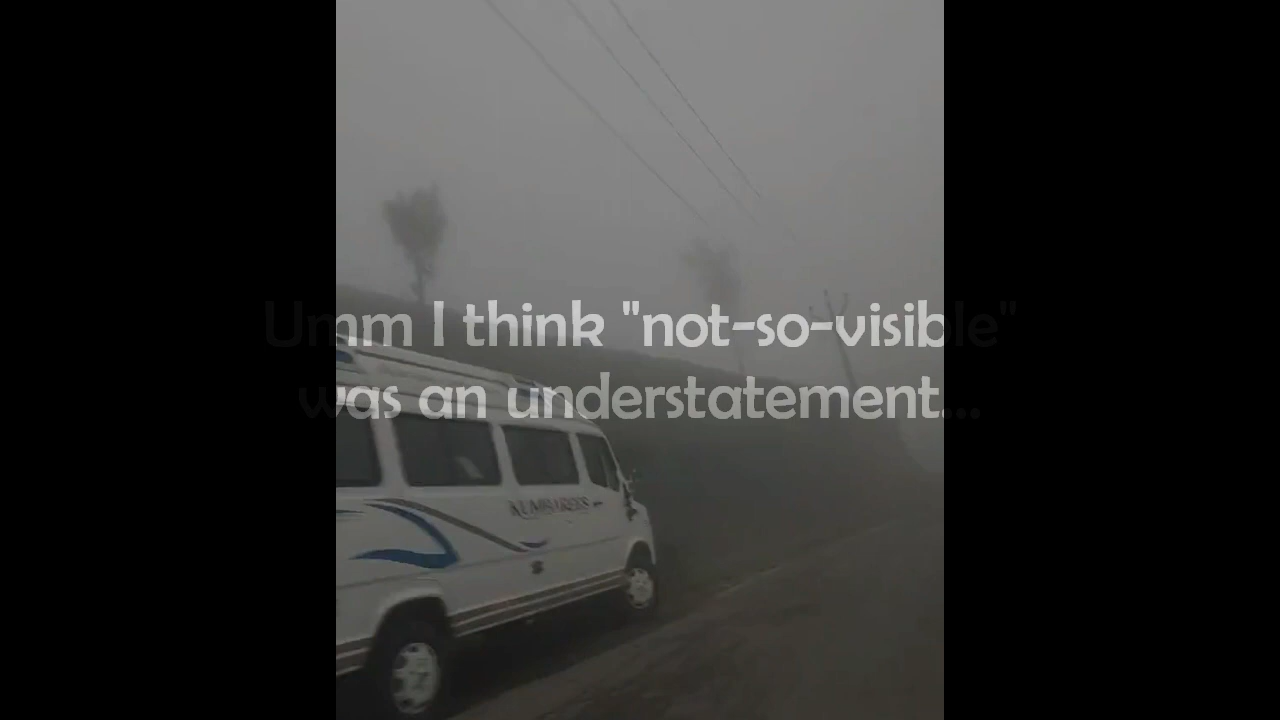 Umm I think "not-so-visible"
was an understatement...